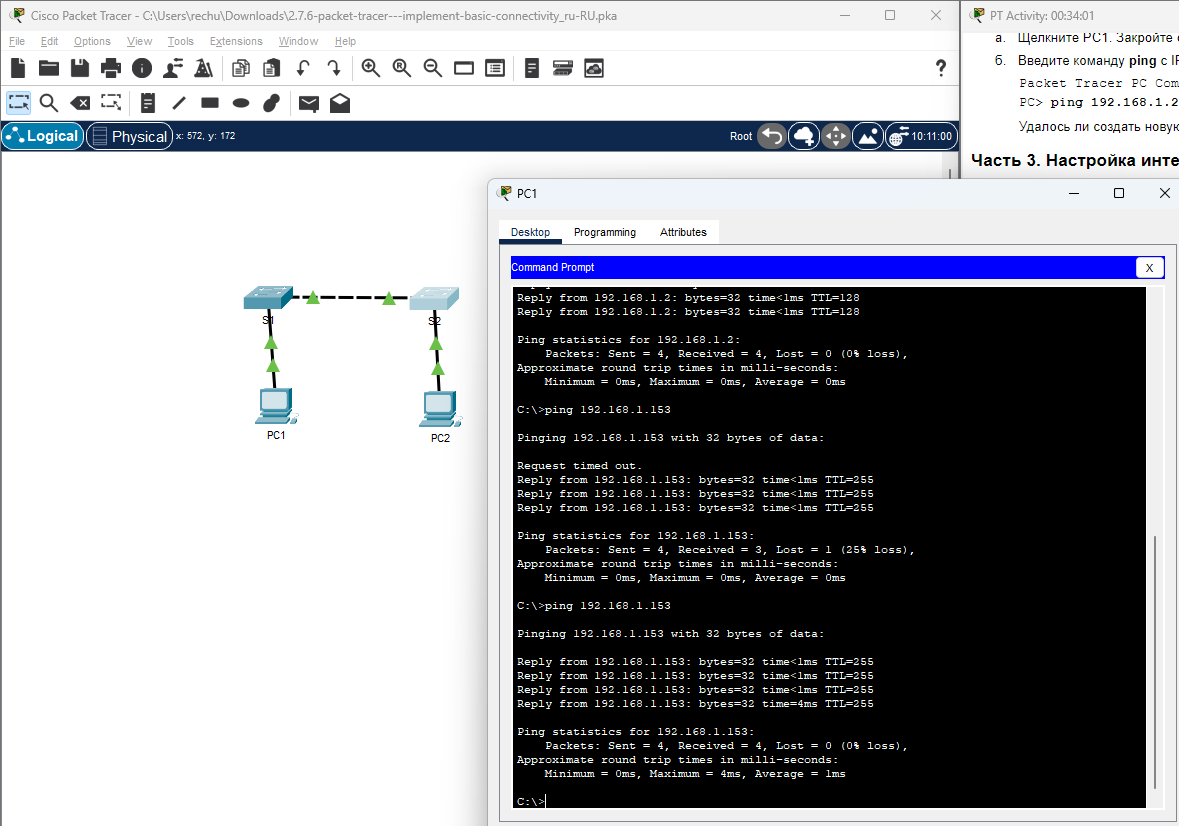 Cisco Packet Tracer - C:\Users\rechu\Downloads\2.7.6-packet-tracer---implement-basic-connectivity_ru-RU.pka
File Edit Options View Tools Extensions Window Help
Logical Physical x: 572, y: 172 Root 10:11:00
S1
S2
PC1
PC2
PT Activity: 00:34:01
а. Щелкните PC1. Закройте
б. Введите команду ping с
Packet Tracer PC Com
PC> ping 192.168.1.2
Удалось ли создать новую
Часть 3. Настройка инте
PC1
Desktop Programming Attributes
Command Prompt X
Reply from 192.168.1.2: bytes=32 time<1ms TTL=128
Reply from 192.168.1.2: bytes=32 time<1ms TTL=128
Ping statistics for 192.168.1.2:
Packets: Sent = 4, Received = 4, Lost = 0 (0% loss),
Approximate round trip times in milli-seconds:
Minimum = 0ms, Maximum = 0ms, Average = 0ms
C:\>ping 192.168.1.153
Pinging 192.168.1.153 with 32 bytes of data:
Request timed out.
Reply from 192.168.1.153: bytes=32 time<1ms TTL=255
Reply from 192.168.1.153: bytes=32 time<1ms TTL=255
Reply from 192.168.1.153: bytes=32 time<1ms TTL=255
Ping statistics for 192.168.1.153:
Packets: Sent = 4, Received = 3, Lost = 1 (25% loss),
Approximate round trip times in milli-seconds:
Minimum = 0ms, Maximum = 0ms, Average = 0ms
C:\>ping 192.168.1.153
Pinging 192.168.1.153 with 32 bytes of data:
Reply from 192.168.1.153: bytes=32 time<1ms TTL=255
Reply from 192.168.1.153: bytes=32 time<1ms TTL=255
Reply from 192.168.1.153: bytes=32 time<1ms TTL=255
Reply from 192.168.1.153: bytes=32 time=4ms TTL=255
Ping statistics for 192.168.1.153:
Packets: Sent = 4, Received = 4, Lost = 0 (0% loss),
Approximate round trip times in milli-seconds:
Minimum = 0ms, Maximum = 4ms, Average = 1ms
C:\>